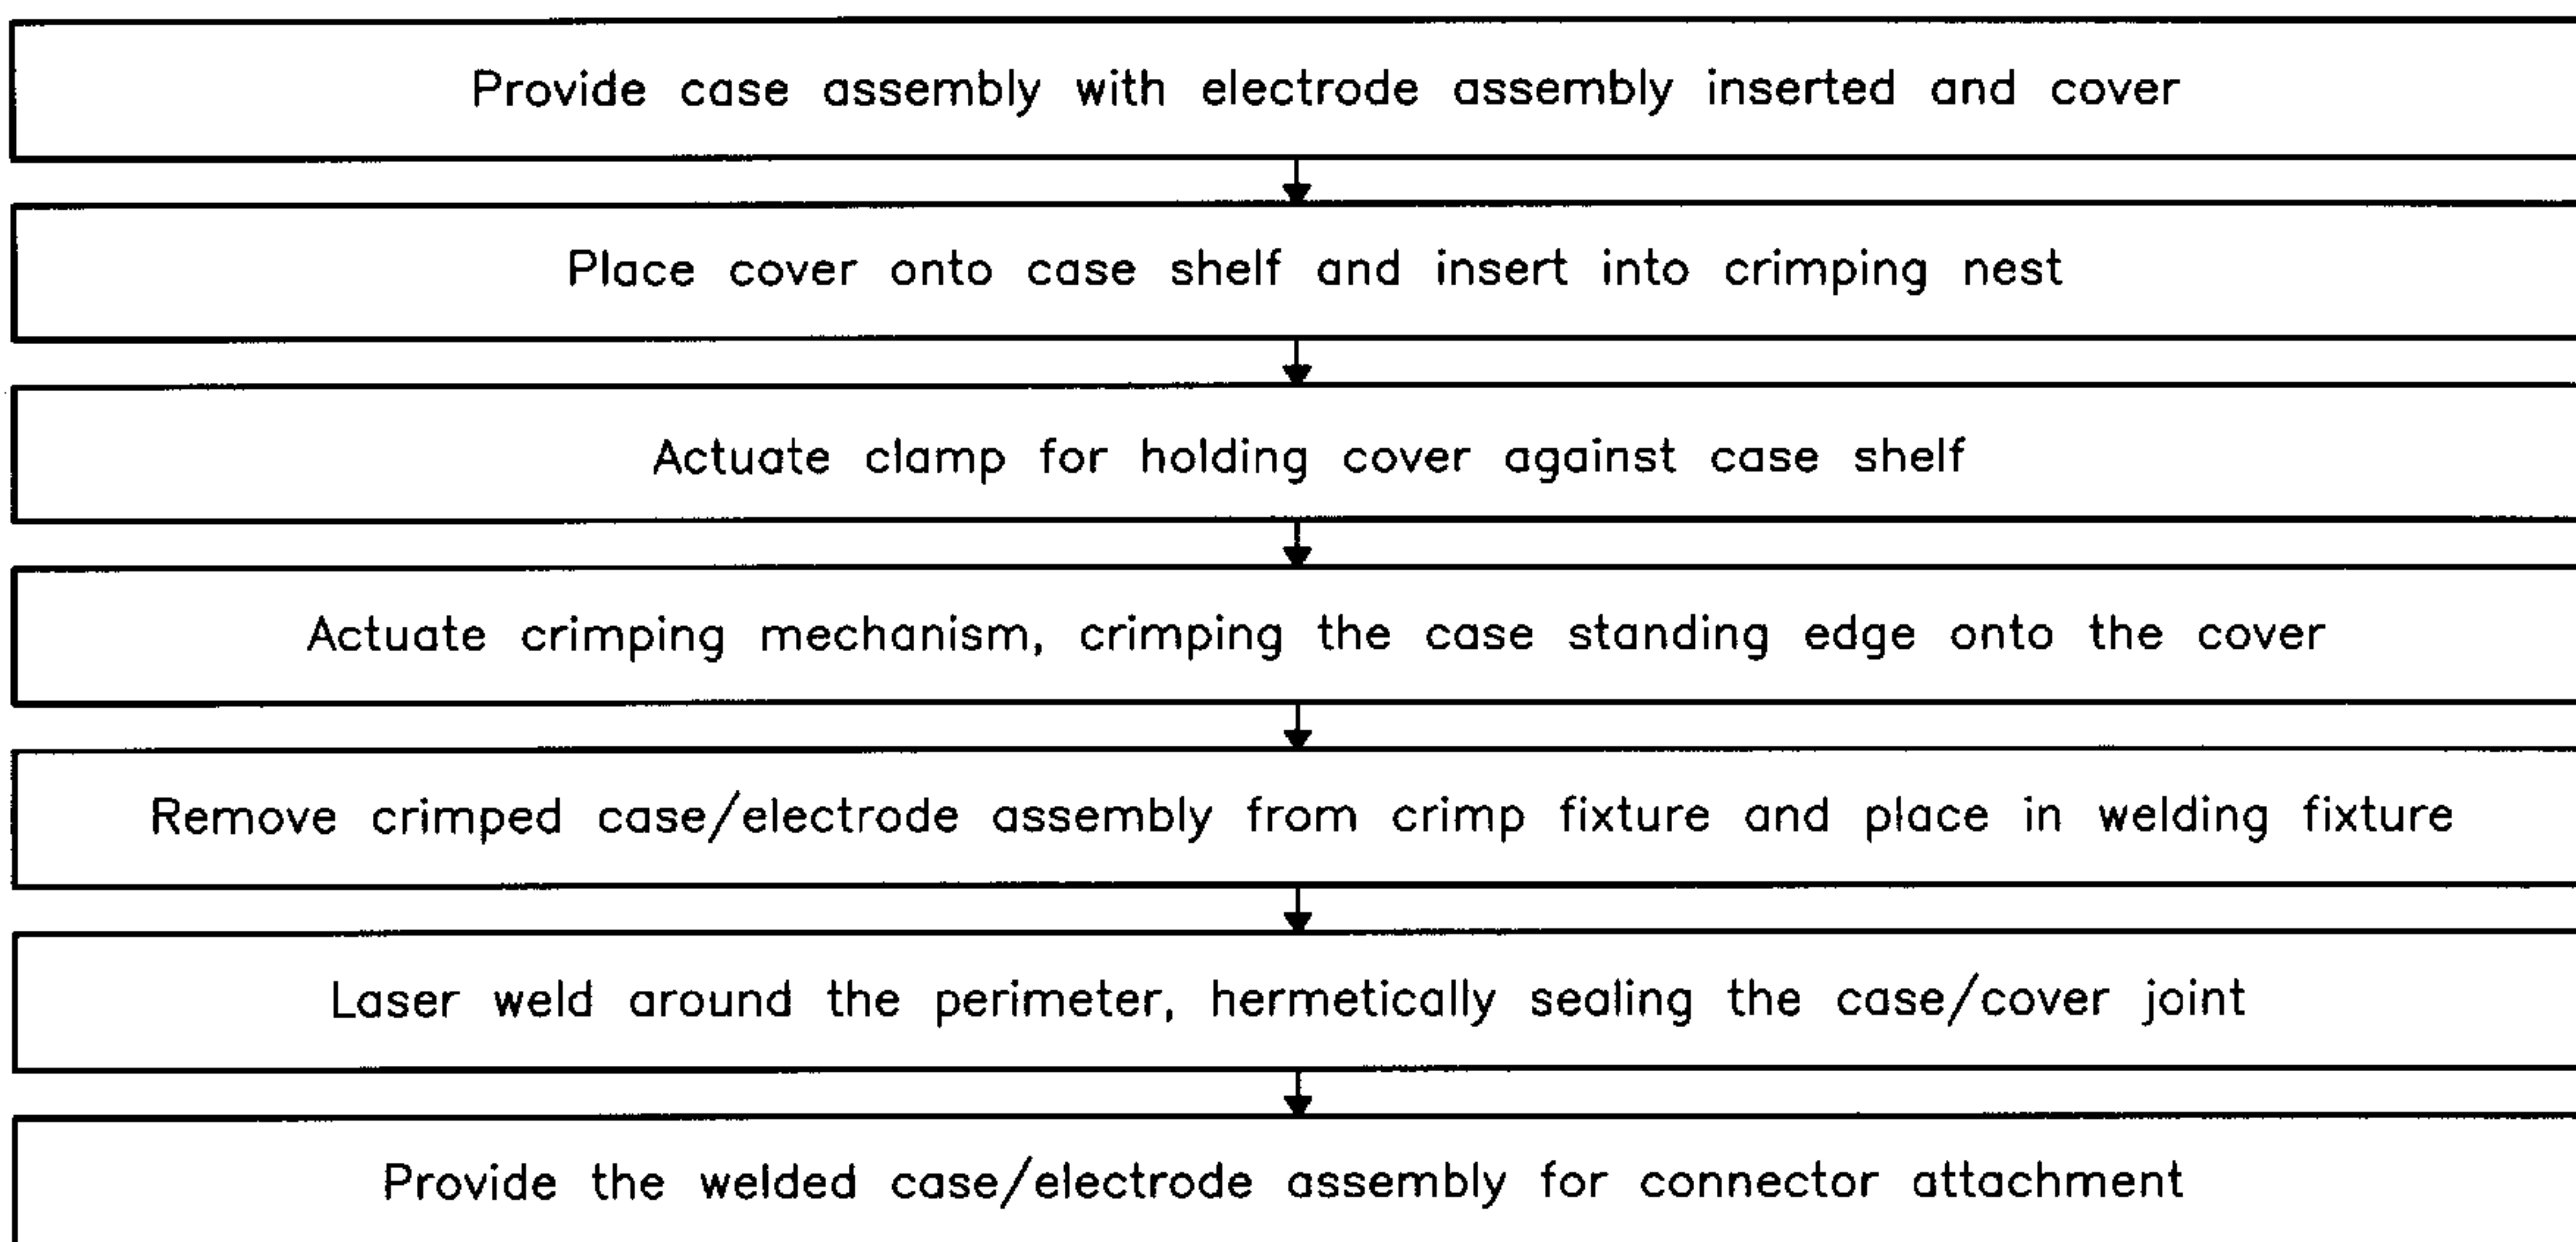 Provide case assembly with electrode assembly inserted and cover
Place cover onto case shelf and insert into crimping nest
Actuate clamp for holding cover against case shelf
Actuate crimping mechanism, crimping the case standing edge onto the cover
Remove crimped case/electrode assembly from crimp fixture and place in welding fixture
Laser weld around the perimeter, hermetically sealing the case/cover joint
Provide the welded case/electrode assembly for connector attachment